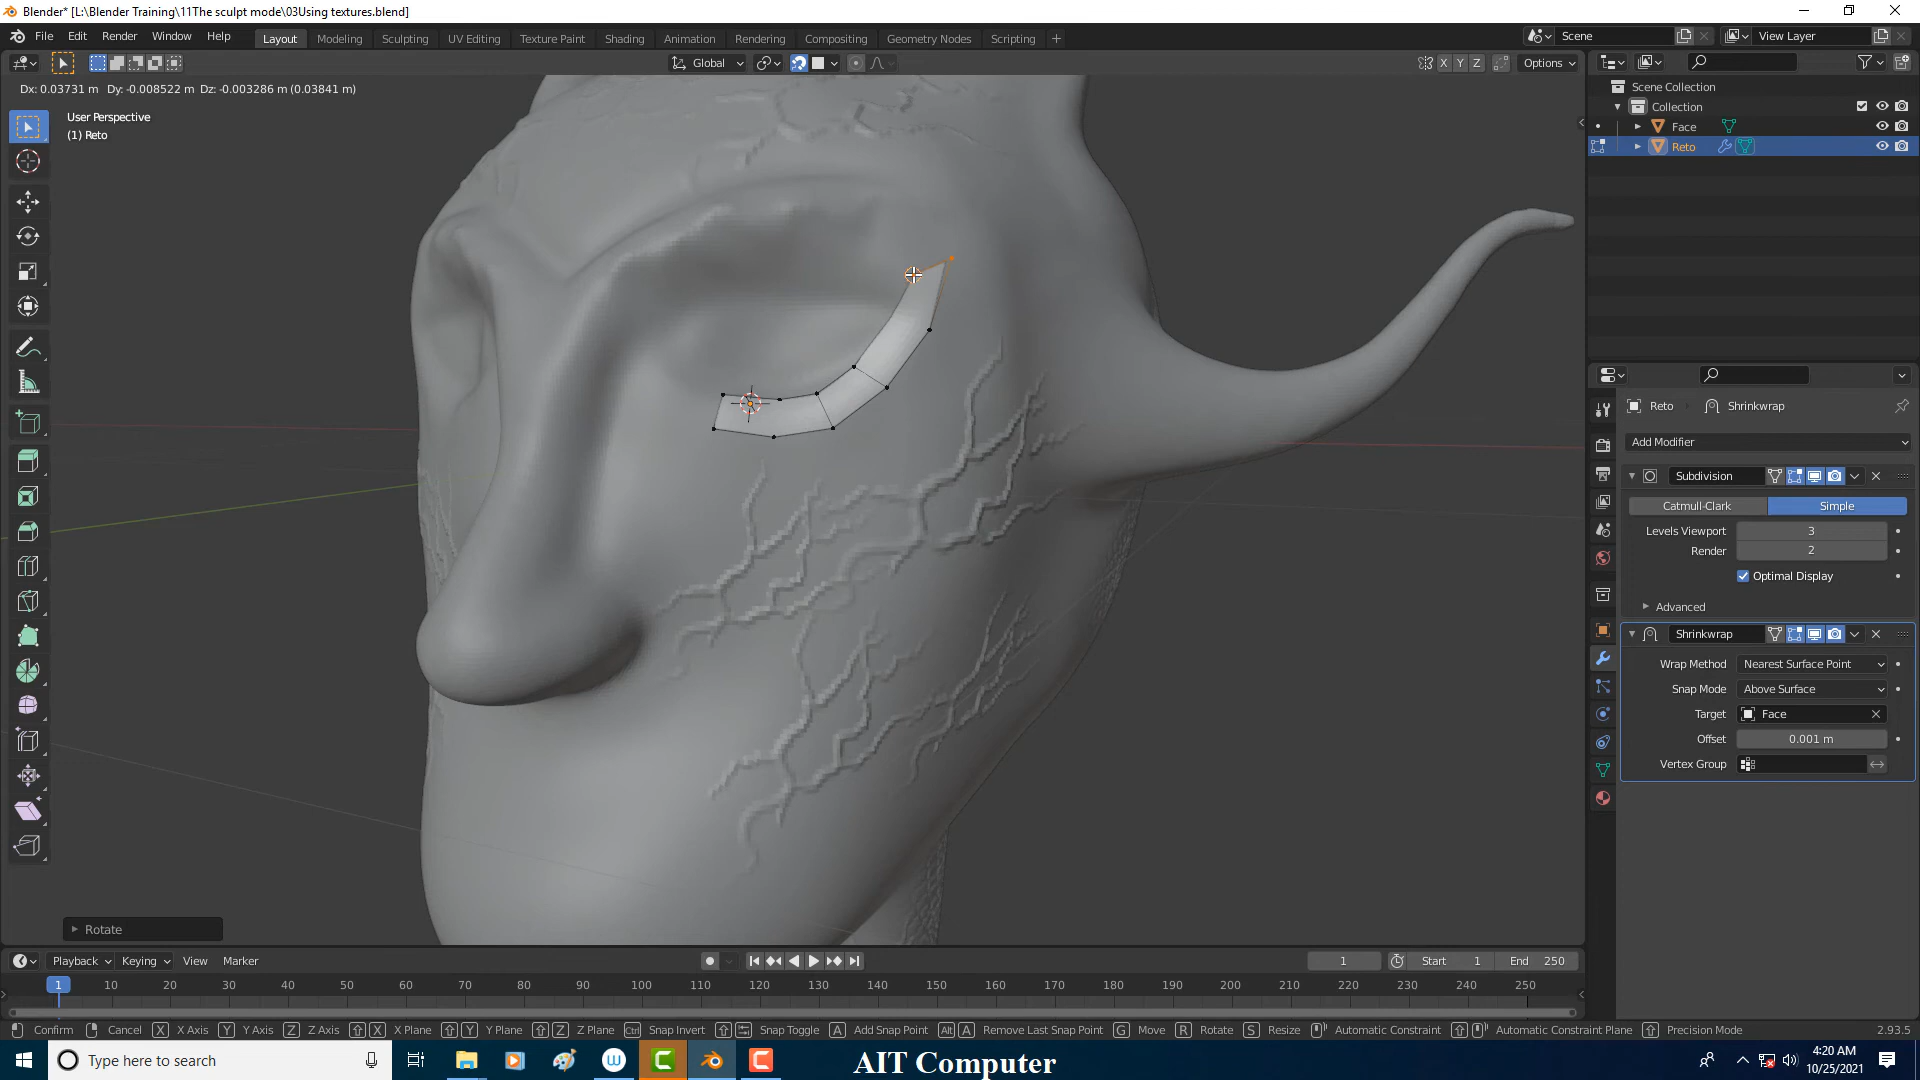 Blender* [L:\Blender Training\11The sculpt mode\03Using textures.blend]
File Edit Render Window Help Layout Modeling Sculpting UV Editing Texture Paint Shading Animation Rendering Compositing Geometry Nodes Scripting + Scene View Layer
Global X Y Z Options
Dx: 0.03731 m Dy: -0.008522 m Dz: -0.003286 m (0.03841 m)
User Perspective
(1) Reto
Scene Collection
Collection
Face
Reto
Reto Shrinkwrap
Add Modifier
Subdivision
Catmull-Clark Simple
Levels Viewport 3
Render 2
Optimal Display
Advanced
Shrinkwrap
Wrap Method Nearest Surface Point
Snap Mode Above Surface
Target Face
Offset 0.001 m
Vertex Group
Rotate
Playback Keying View Marker 1 Start 1 End 250
1 10 20 30 40 50 60 70 80 90 100 110 120 130 140 150 160 170 180 190 200 210 220 230 240 250
Confirm Cancel X X Axis Y Y Axis Z Z Axis X X Plane Y Y Plane Z Z Plane Ctrl Snap Invert Snap Toggle A Add Snap Point Alt A Remove Last Snap Point G Move R Rotate S Resize Automatic Constraint Automatic Constraint Plane Precision Mode 2.93.5
Type here to search AIT Computer 4:20 AM
10/25/2021